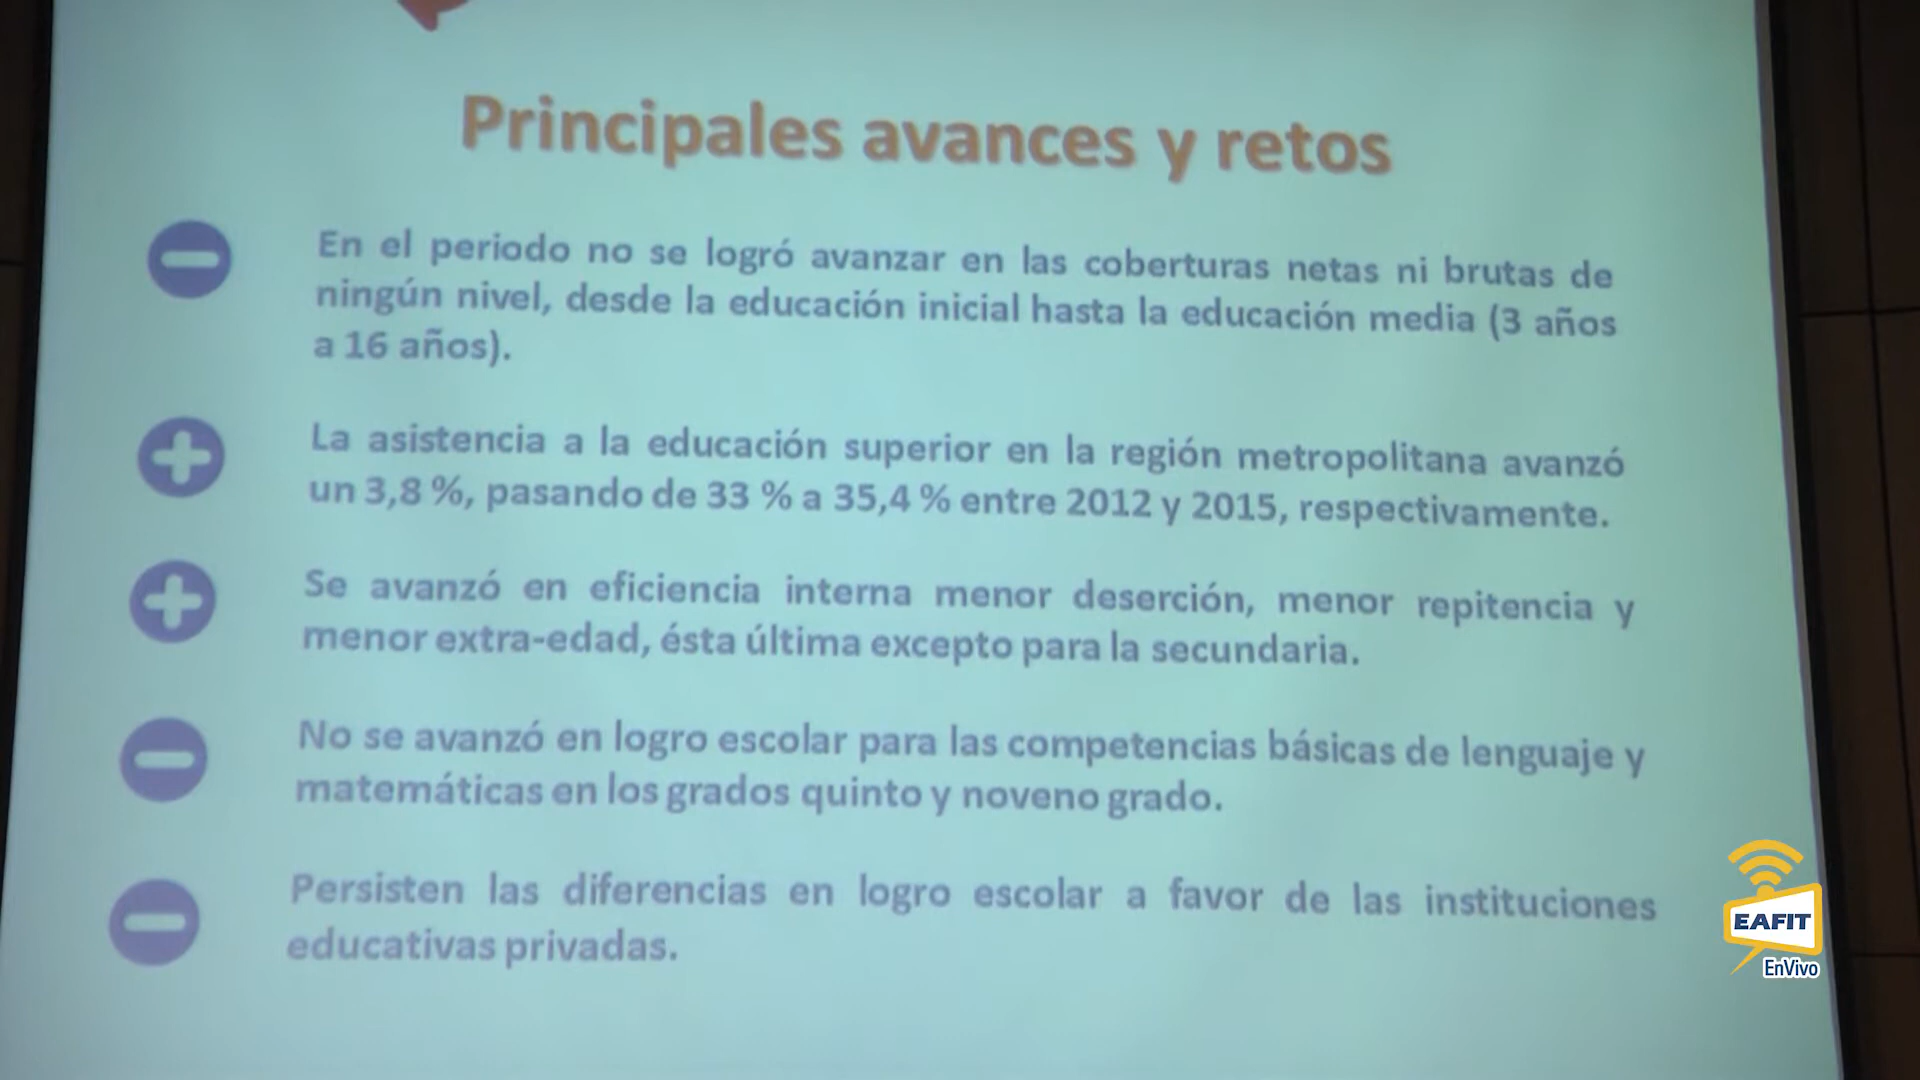 Principales avances y retos
En el periodo no se logró avanzar en las coberturas netas ni brutas de
ningún nivel, desde la educación inicial hasta la educación media (3 años
a 16 años).
La asistencia a la educación superior en la región metropolitana avanzó
un 3,8 %, pasando de 33 % a 35,4 % entre 2012 y 2015, respectivamente.
Se avanzó en eficiencia interna menor deserción, menor repitencia y
menor extra-edad, ésta última excepto para la secundaria.
No se avanzó en logro escolar para las competencias básicas de lenguaje y
matemáticas en los grados quinto y noveno grado.
Persisten las diferencias en logro escolar a favor de las instituciones
educativas privadas.
EAFIT
EnVivo